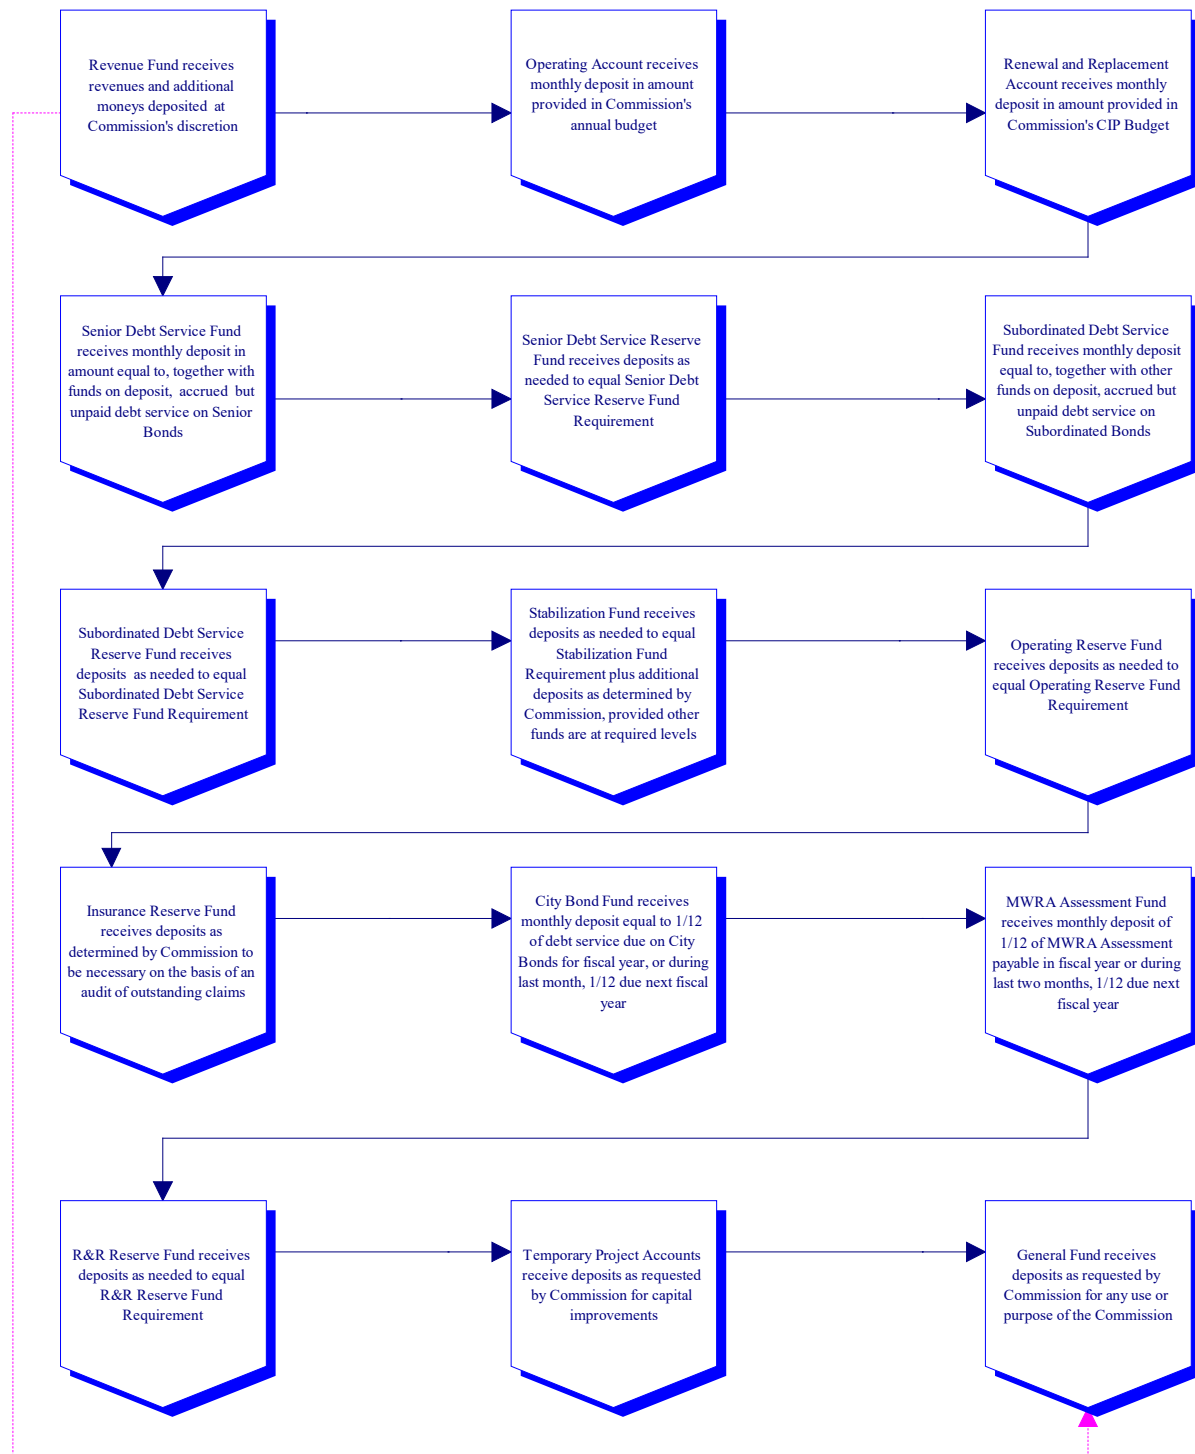 Revenue Fund receives
revenues and additional
moneys deposited at
Commission's discretion
Operating Account receives
monthly deposit in amount
provided in Commission's
annual budget
Renewal and Replacement
Account receives monthly
deposit in amount provided in
Commission's CIP Budget
Senior Debt Service Fund
receives monthly deposit in
amount equal to, together with
funds on deposit, accrued but
unpaid debt service on Senior
Bonds
Senior Debt Service Reserve
Fund receives deposits as
needed to equal Senior Debt
Service Reserve Fund
Requirement
Subordinated Debt Service
Fund receives monthly deposit
equal to, together with other
funds on deposit, accrued but
unpaid debt service on
Subordinated Bonds
Subordinated Debt Service
Reserve Fund receives
deposits as needed to equal
Subordinated Debt Service
Reserve Fund Requirement
Stabilization Fund receives
deposits as needed to equal
Stabilization Fund
Requirement plus additional
deposits as determined by
Commission, provided other
funds are at required levels
Operating Reserve Fund
receives deposits as needed to
equal Operating Reserve Fund
Requirement
Insurance Reserve Fund
receives deposits as
determined by Commission to
be necessary on the basis of an
audit of outstanding claims
City Bond Fund receives
monthly deposit equal to 1/12
of debt service due on City
Bonds for fiscal year, or during
last month, 1/12 due next fiscal
year
MWRA Assessment Fund
receives monthly deposit of
1/12 of MWRA Assessment
payable in fiscal year or during
last two months, 1/12 due next
fiscal year
R&R Reserve Fund receives
deposits as needed to equal
R&R Reserve Fund
Requirement
Temporary Project Accounts
receive deposits as requested
by Commission for capital
improvements
General Fund receives
deposits as requested by
Commission for any use or
purpose of the Commission